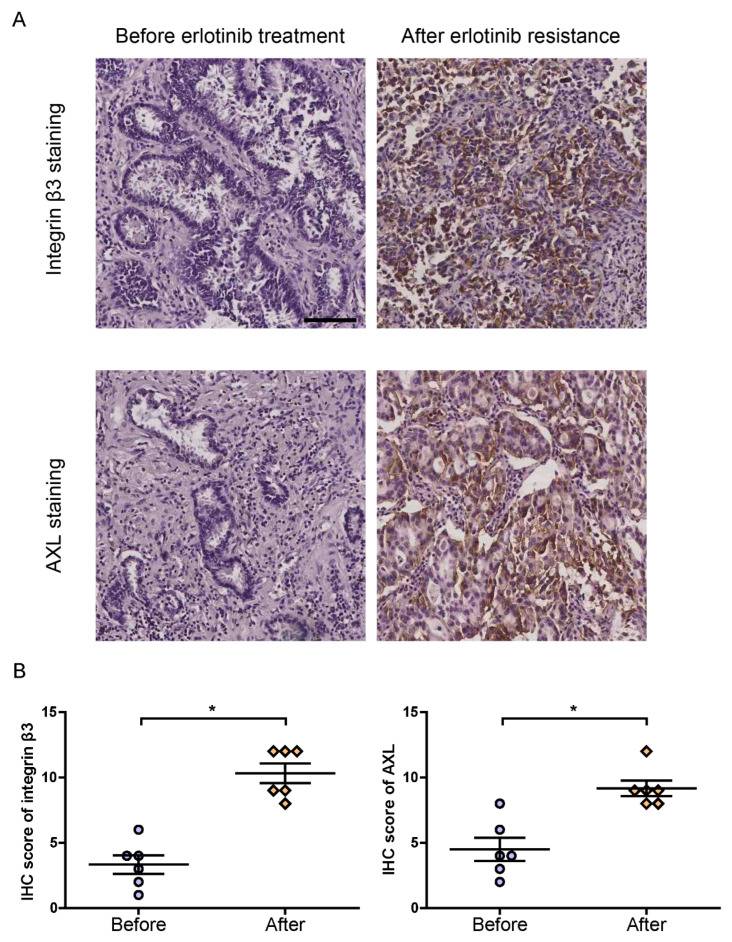 A
Before erlotinib treatment
After erlotinib resistance
Integrin β3 staining
AXL staining
B
IHC score of integrin β3
15
10
5
0
*
Before
After
IHC score of AXL
15
10
5
0
*
Before
After